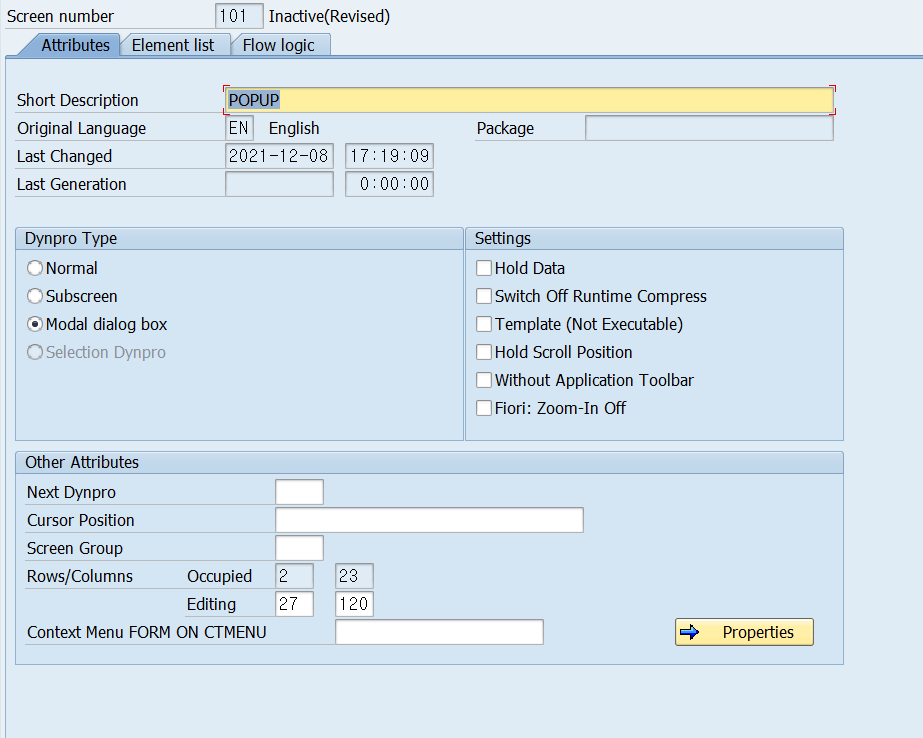 Screen number 101 Inactive(Revised)
Attributes Element list Flow logic
Short Description POPUP
Original Language EN English Package
Last Changed 2021-12-08 17:19:09
Last Generation 0:00:00
Dynpro Type
Normal
Subscreen
Modal dialog box
Selection Dynpro
Settings
Hold Data
Switch Off Runtime Compress
Template (Not Executable)
Hold Scroll Position
Without Application Toolbar
Fiori: Zoom-In Off
Other Attributes
Next Dynpro
Cursor Position
Screen Group
Rows/Columns Occupied 2 23
Editing 27 120
Context Menu FORM ON CTMENU
Properties